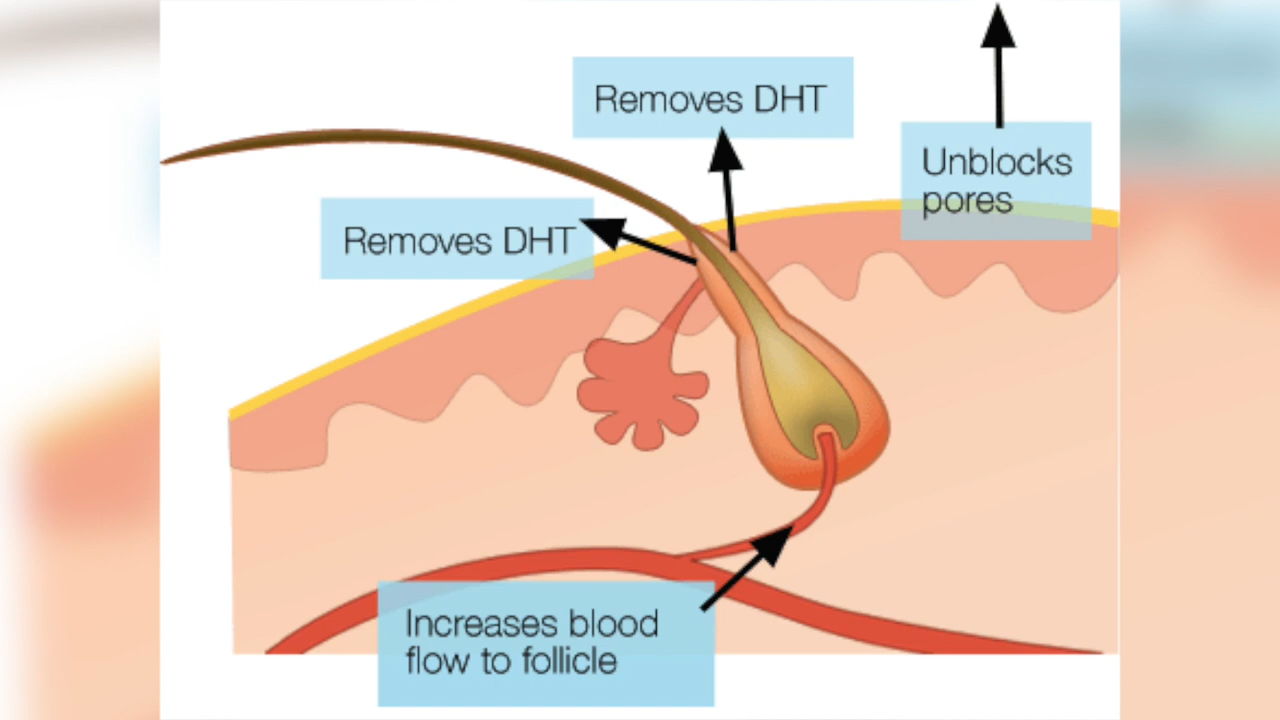 Removes DHT
Unblocks
pores
Removes DHT
Increases blood
flow to follicle